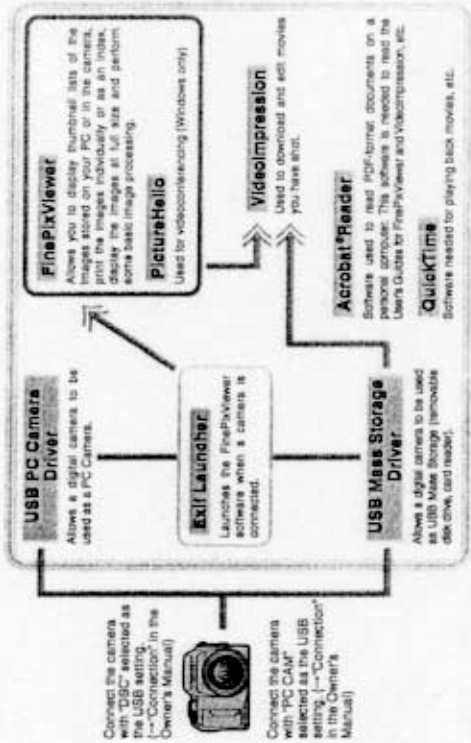 Connect the camera
with "DSC" selected as
the USB setting.
(→"Connection" in the
Owner's Manual)
Connect the camera
with "PC CAM"
selected as the USB
setting. (→"Connection"
in the Owner's
Manual)
USB PC Camera
Driver
Allows a digital camera to be
used as a PC Camera.
Exif Launcher
Launches the FinePixViewer
software when a camera is
connected.
USB Mass Storage
Driver
Allows a digital camera to be used
as USB Mass Storage (removable
disk drive, card reader).
FinePixViewer
Allows you to display thumbnail lists of the
images stored on your PC or in the camera,
print the images individually or as an index,
display the images at full size and perform
some basic image processing.
PictureHello
Used for videoconferencing (Windows only)
VideoImpression
Used to download and edit movies
you have shot.
Acrobat®Reader
Software used to read PDF-format documents on a
personal computer. This software is needed to read the
User's Guides for FinePixViewer and VideoImpression, etc.
QuickTime
Software needed for playing back movies, etc.